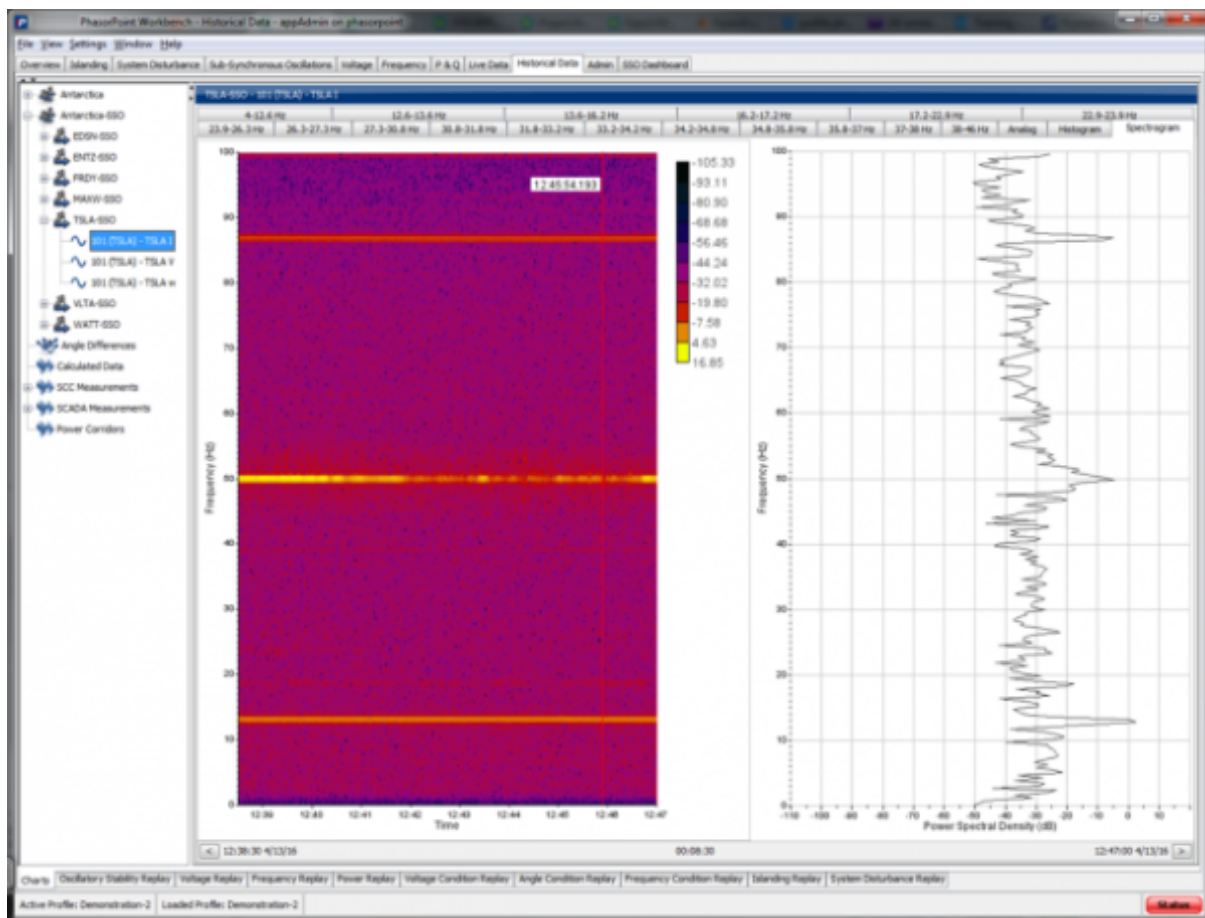 PhasorPoint Workbench - Historical Data - appAdmin on phasorpoint
File View Settings Window Help
Overview Islanding System Disturbance Sub-Synchronous Oscillations Voltage Frequency P & Q Live Data Historical Data Admin SSO Dashboard
TSLA-SSO - 101 (TSLA) - TSLA I
4-12.6 Hz 12.6-13.6 Hz 13.6-16.2 Hz 16.2-17.2 Hz 17.2-22.9 Hz 22.9-23.9 Hz
23.9-26.3 Hz 26.3-27.3 Hz 27.3-30.8 Hz 30.8-31.8 Hz 31.8-33.2 Hz 33.2-34.2 Hz 34.2-34.8 Hz 34.8-35.8 Hz 35.8-37 Hz 37-38 Hz 38-46 Hz Analog Histogram Spectrogram
Antarctica
Antarctica-SSO
EDSN-SSO
ENTZ-SSO
FRDY-SSO
MAXW-SSO
TSLA-SSO
101 (TSLA) - TSLA I
101 (TSLA) - TSLA V
101 (TSLA) - TSLA w
VLTA-SSO
WATT-SSO
Angle Differences
Calculated Data
SCC Measurements
SCADA Measurements
Power Corridors
Frequency (Hz)
100
90
80
70
60
50
40
30
20
10
0
12:39 12:40 12:41 12:42 12:43 12:44 12:45 12:46 12:47
Time
12:45:54.193
-105.33
-93.11
-80.90
-68.68
-56.46
-44.24
-32.02
-19.80
-7.58
4.63
16.85
Frequency (Hz)
100
90
80
70
60
50
40
30
20
10
0
-110 -90 -80 -70 -60 -50 -40 -30 -20 -10 0 10
Power Spectral Density (dB)
< 12:38:30 4/13/16 00:08:30 12:47:00 4/13/16 >
Charts Oscillatory Stability Replay Voltage Replay Frequency Replay Power Replay Voltage Condition Replay Angle Condition Replay Frequency Condition Replay Islanding Replay System Disturbance Replay
Active Profile: Demonstration-2 Loaded Profile: Demonstration-2 Status